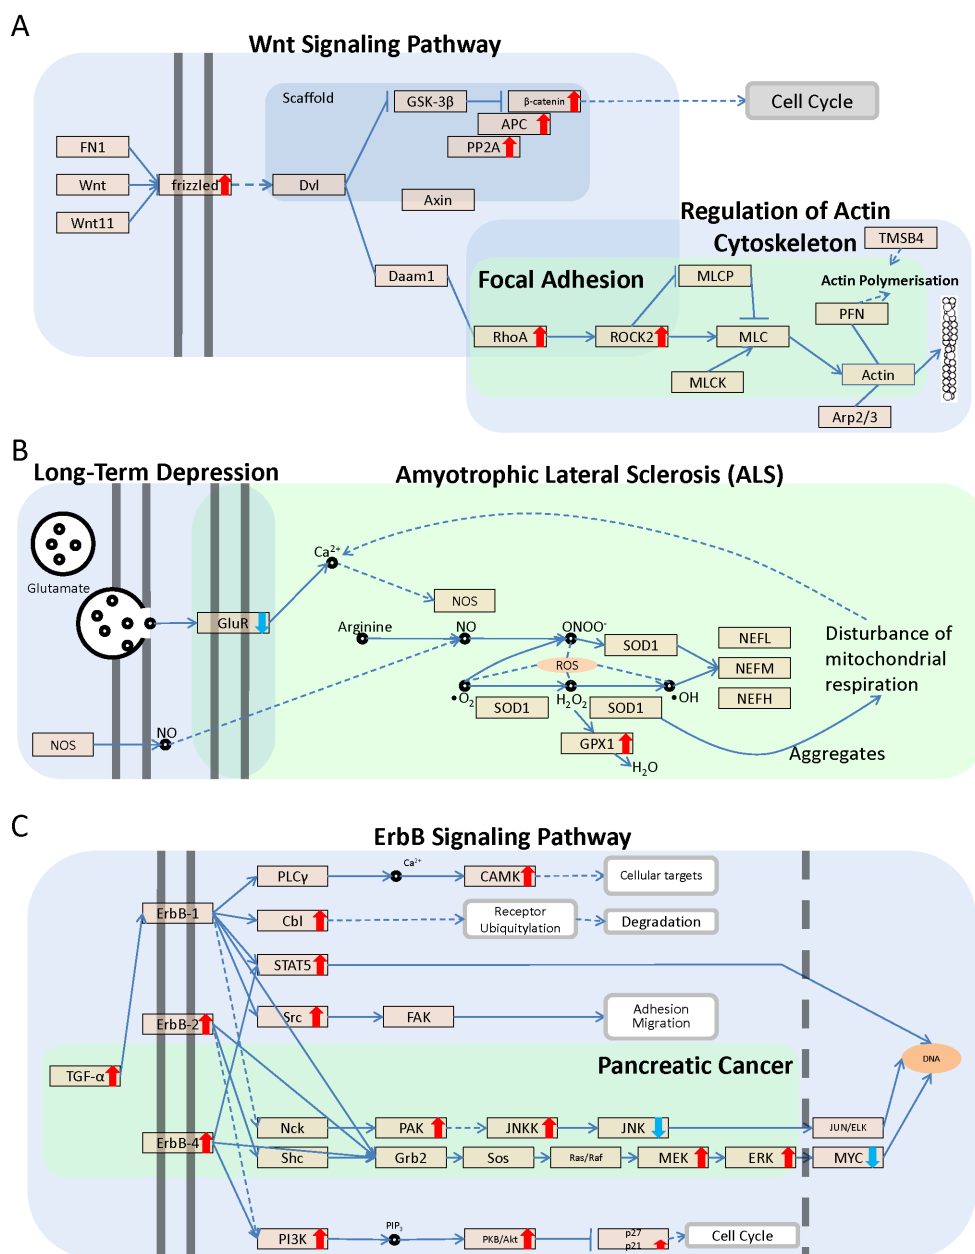 A
Wnt Signaling Pathway
Scaffold
GSK-3β
β-catenin
Cell Cycle
APC
PP2A
FN1
Wnt
frizzled
Dvl
Wnt11
Axin
Regulation of Actin
Cytoskeleton
TMSB4
Daam1
Focal Adhesion
MLCP
Actin Polymerisation
PFN
RhoA
ROCK2
MLC
MLCK
Actin
Arp2/3
B
Long-Term Depression
Amyotrophic Lateral Sclerosis (ALS)
Ca2+
Glutamate
NOS
GluR
Arginine
NO
ONOO-
SOD1
NEFL
Disturbance of
mitochondrial
respiration
ROS
NEFM
•O2
H2O2
•OH
NEFH
SOD1
SOD1
NOS
NO
GPX1
H2O
Aggregates
C
ErbB Signaling Pathway
PLCγ
Ca2+
CAMK
Cellular targets
ErbB-1
Cbl
Receptor
Ubiquitylation
Degradation
STAT5
ErbB-2
Src
FAK
Adhesion
Migration
Pancreatic Cancer
DNA
TGF-α
Nck
PAK
JNKK
JNK
JUN/ELK
ErbB-4
Shc
Grb2
Sos
Ras/Raf
MEK
ERK
MYC
PI3K
PIP3
PKB/Akt
p27
p21
Cell Cycle